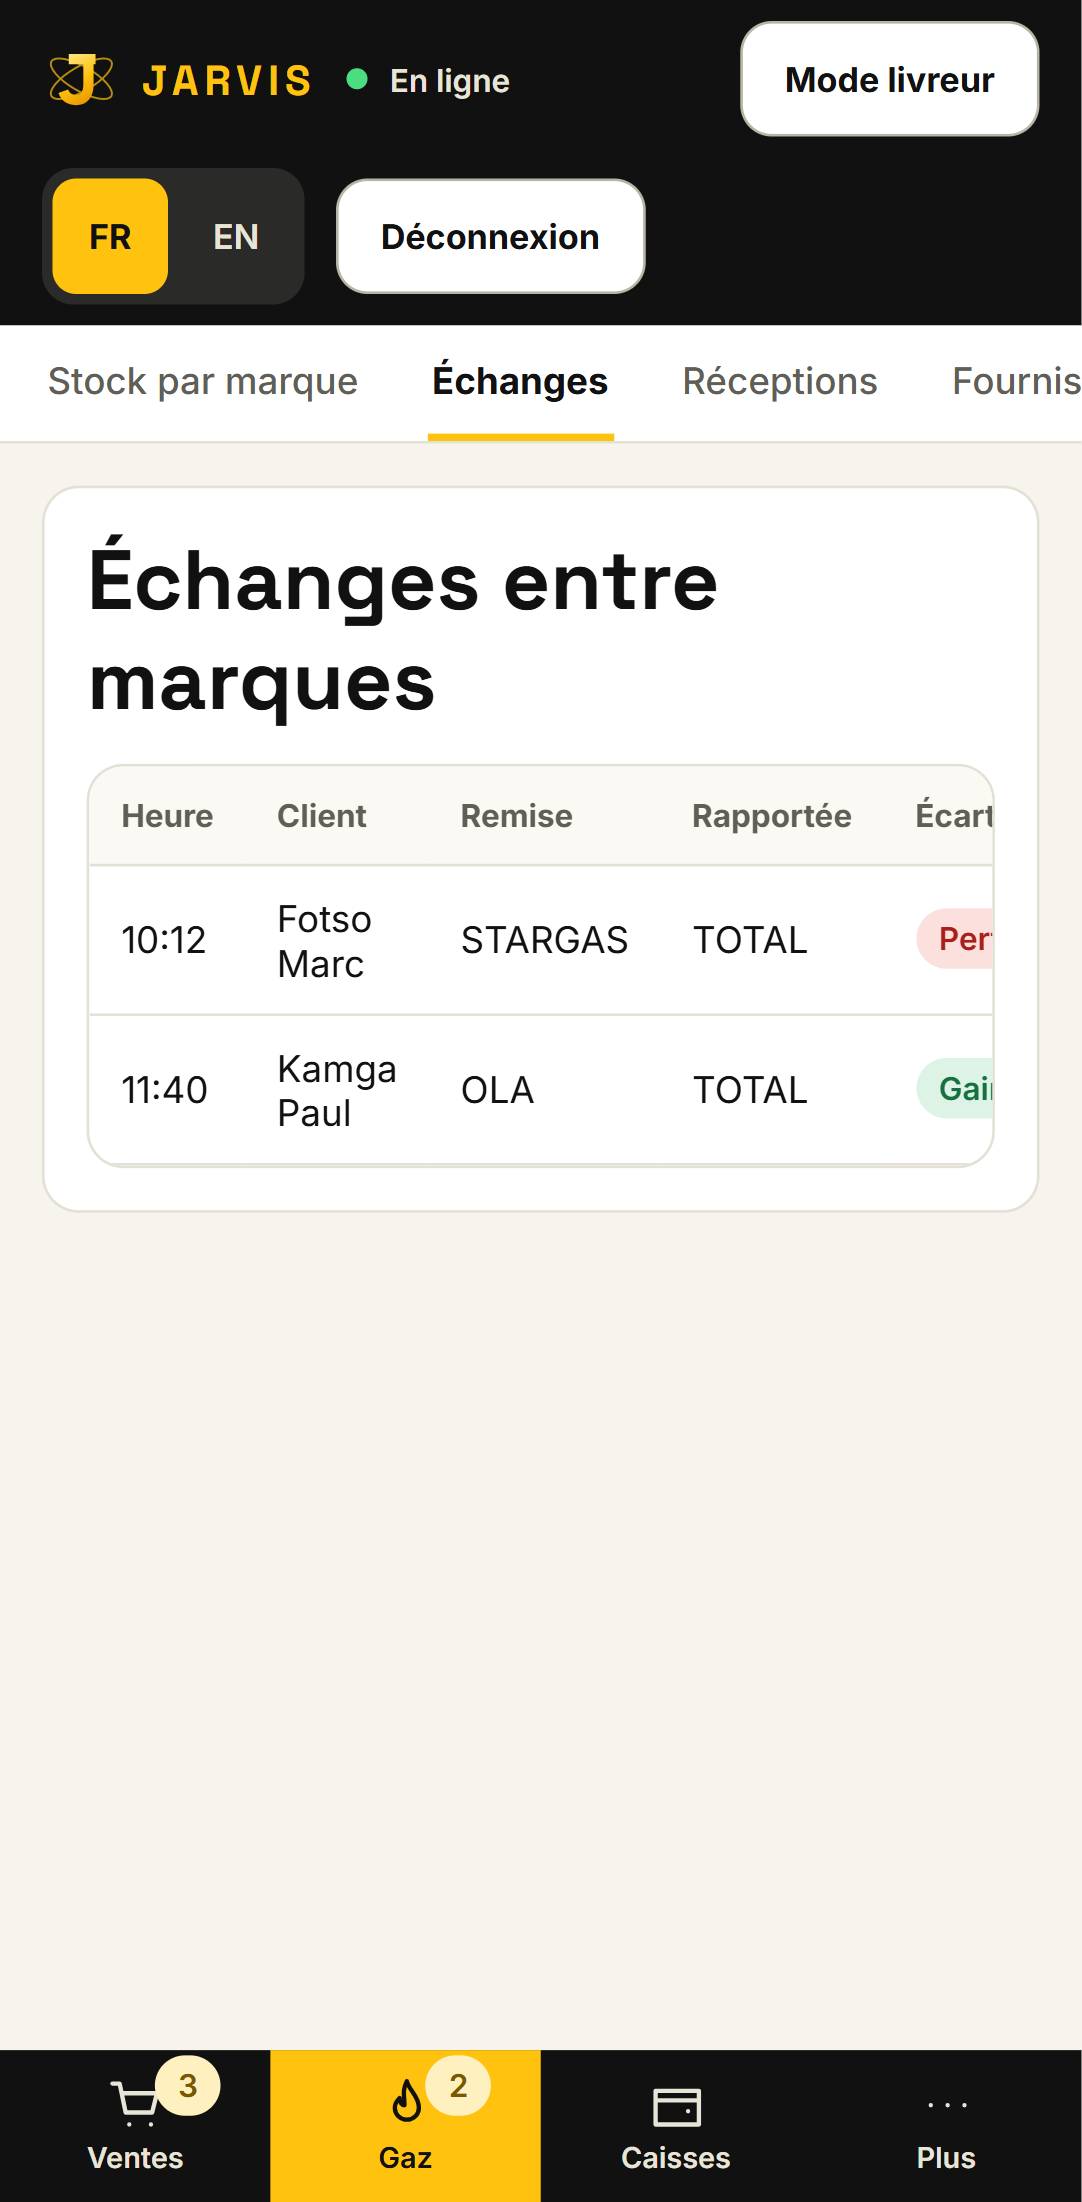 JARVIS
En ligne
Mode livreur
FR
EN
Déconnexion
Stock par marque
Échanges
Réceptions
Fournis
Échanges entre
marques
Heure
Client
Remise
Rapportée
Écart
10:12
Fotso
Marc
STARGAS
TOTAL
11:40
Kamga
Paul
OLA
TOTAL
3
2
Ventes
Gaz
Caisses
Plus